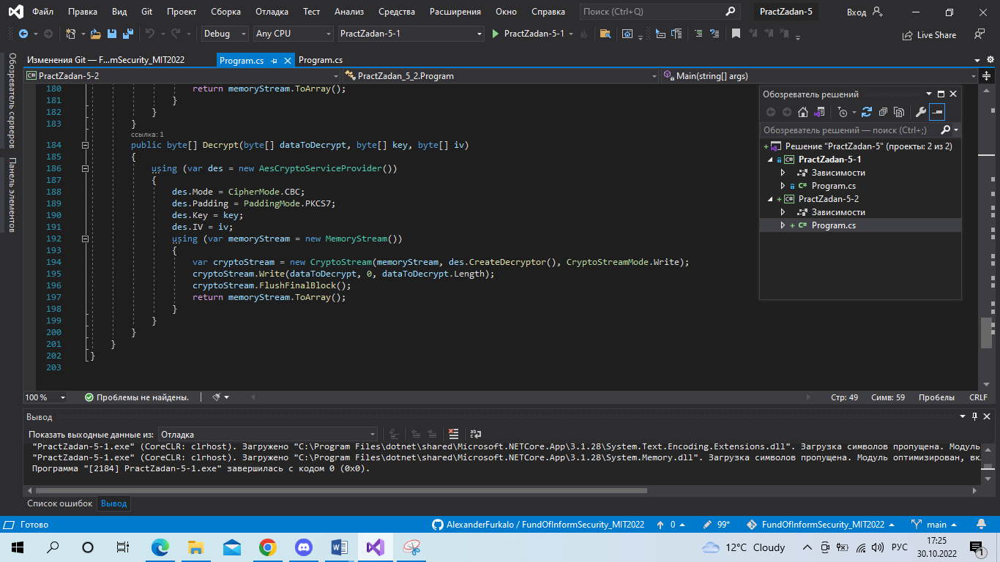 Файл Правка Вид Git Проект Сборка Отладка Тест Анализ Средства Расширения Окно Справка Поиск (Ctrl+Q) PractZadan-5 Вход
Debug Any CPU PractZadan-5-1 PractZadan-5-1 Live Share
Изменения Git — F...mSecurity_MIT2022 Program.cs Program.cs
PractZadan-5-2 PractZadan_5_2.Program Main(string[] args)
Обозреватель серверов
Панель элементов
180 return memoryStream.ToArray();
181 }
182 }
183 }
ссылка: 1
184 public byte[] Decrypt(byte[] dataToDecrypt, byte[] key, byte[] iv)
185 {
186 using (var des = new AesCryptoServiceProvider())
187 {
188 des.Mode = CipherMode.CBC;
189 des.Padding = PaddingMode.PKCS7;
190 des.Key = key;
191 des.IV = iv;
192 using (var memoryStream = new MemoryStream())
193 {
194 var cryptoStream = new CryptoStream(memoryStream, des.CreateDecryptor(), CryptoStreamMode.Write);
195 cryptoStream.Write(dataToDecrypt, 0, dataToDecrypt.Length);
196 cryptoStream.FlushFinalBlock();
197 return memoryStream.ToArray();
198 }
199 }
200 }
201 }
202 }
203
Обозреватель решений
Обозреватель решений — поиск (Ctrl+;)
Решение "PractZadan-5" (проекты: 2 из 2)
PractZadan-5-1
Зависимости
Program.cs
PractZadan-5-2
Зависимости
Program.cs
100 % Проблемы не найдены. Стр: 49 Симв: 59 Пробелы CRLF
Вывод
Показать выходные данные из: Отладка
"PractZadan-5-1.exe" (CoreCLR: clrhost). Загружено "C:\Program Files\dotnet\shared\Microsoft.NETCore.App\3.1.28\System.Text.Encoding.Extensions.dll". Загрузка символов пропущена. Модуль
"PractZadan-5-1.exe" (CoreCLR: clrhost). Загружено "C:\Program Files\dotnet\shared\Microsoft.NETCore.App\3.1.28\System.Memory.dll". Загрузка символов пропущена. Модуль оптимизирован, вк
Программа "[2184] PractZadan-5-1.exe" завершилась с кодом 0 (0x0).
Список ошибок Вывод
Готово AlexanderFurkalo / FundOfInformSecurity_MIT2022 0 99* FundOfInformSecurity_MIT2022 main
12°C Cloudy РУС 17:25
30.10.2022 1